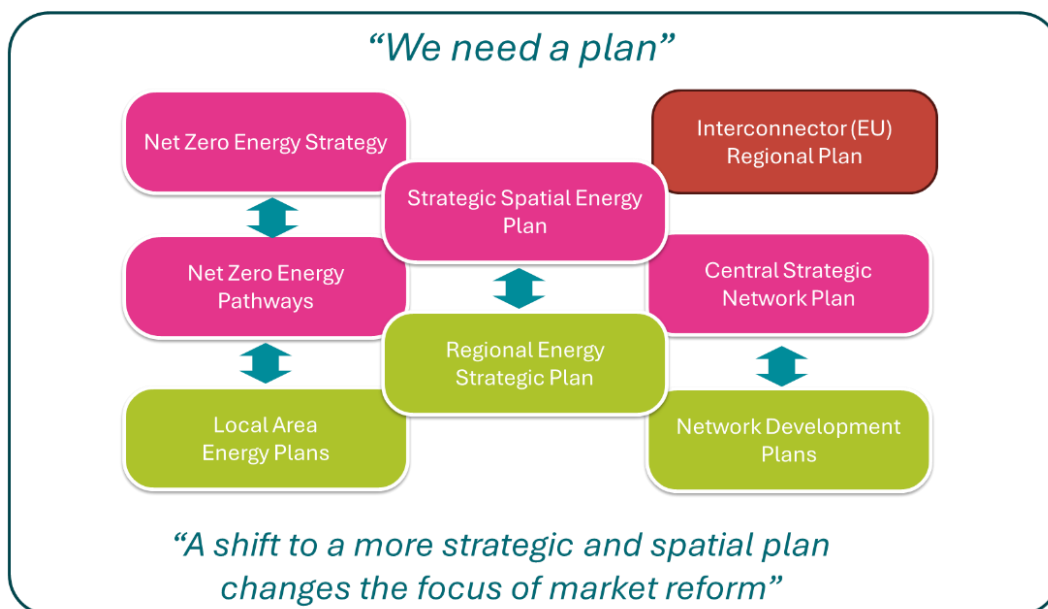 “We need a plan”
Net Zero Energy Strategy
Interconnector (EU)
Regional Plan
Strategic Spatial Energy
Plan
Net Zero Energy
Pathways
Central Strategic
Network Plan
Regional Energy
Strategic Plan
Local Area
Energy Plans
Network Development
Plans
“A shift to a more strategic and spatial plan
changes the focus of market reform”